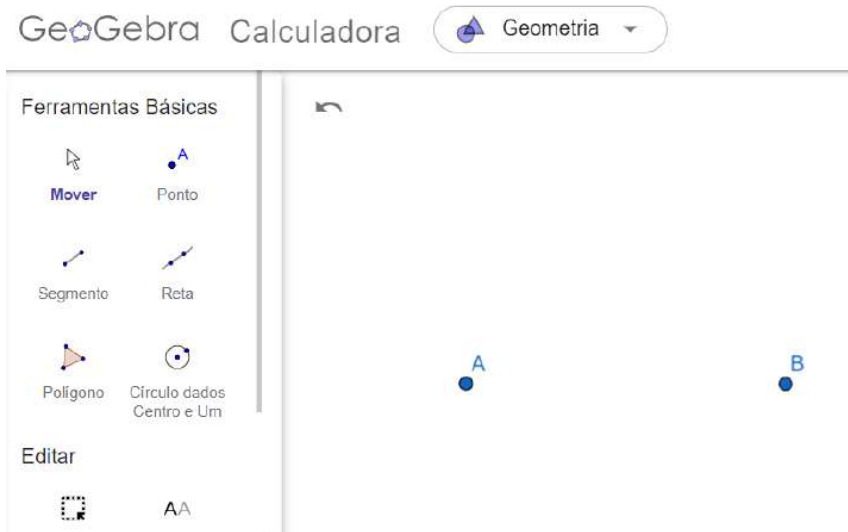 GeoGebra Calculadora Geometria
Ferramentas Básicas
A
Mover Ponto
Segmento Reta
A B
Polígono Círculo dados
Centro e Um
Editar
AA